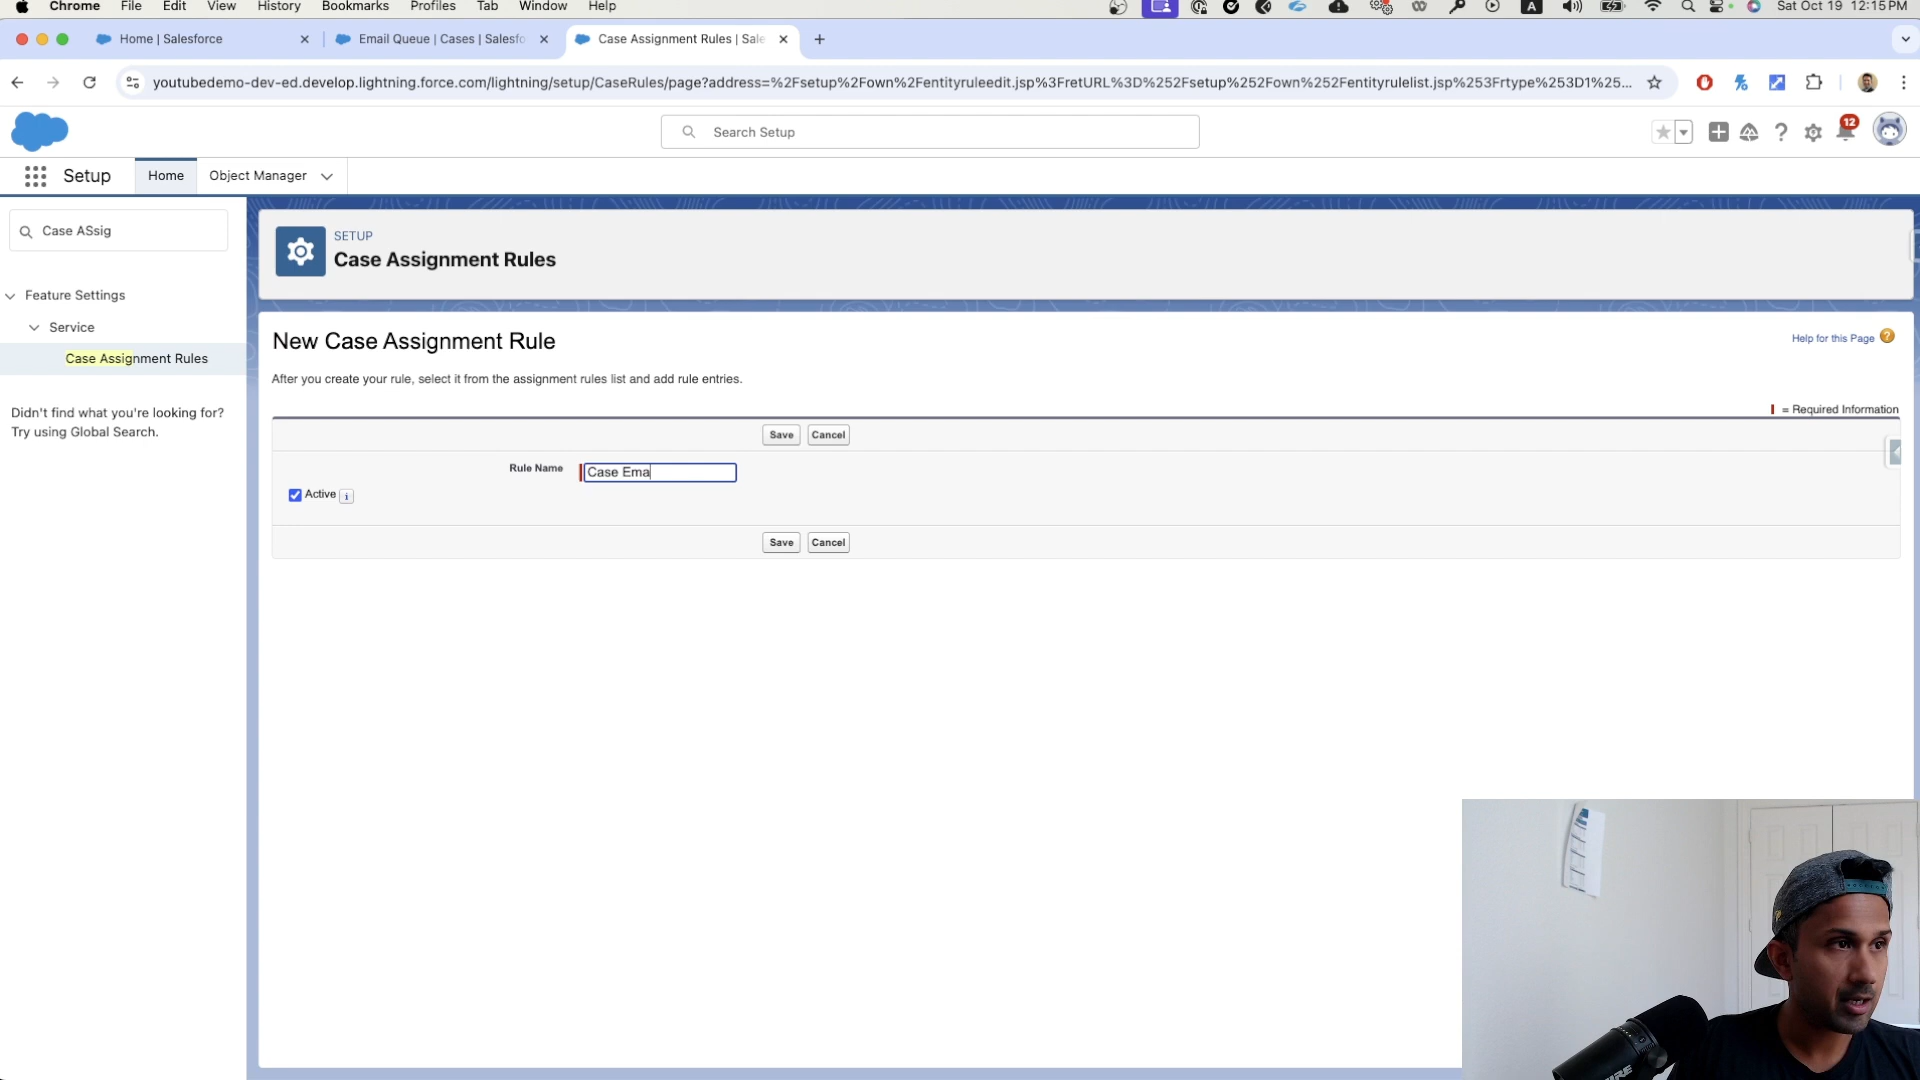 Chrome File Edit View History Bookmarks Profiles Tab Window Help A Sat Oct 19 12:15 PM
Home | Salesforce Email Queue | Cases | Salesfo Case Assignment Rules | Sale
youtubedemo-dev-ed.develop.lightning.force.com/lightning/setup/CaseRules/page?address=%2Fsetup%2Fown%2Fentityruleedit.jsp%3FretURL%3D%252Fsetup%252Fown%252Fentityrulelist.jsp%253Frtype%253D1%25...
Search Setup 12
Setup Home Object Manager
Case ASsig
Feature Settings
Service
Case Assignment Rules
Didn't find what you're looking for?
Try using Global Search.
SETUP
Case Assignment Rules
New Case Assignment Rule
Help for this Page
After you create your rule, select it from the assignment rules list and add rule entries.
= Required Information
Save Cancel
Rule Name Case Ema
Active i
Save Cancel